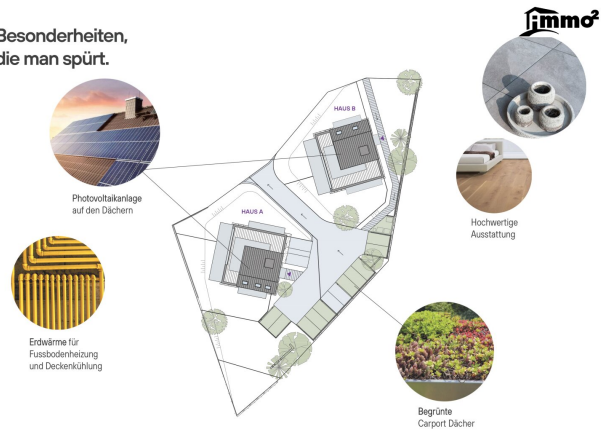 immo²
Besonderheiten,
die man spürt.
HAUS B
HAUS A
Photovoltaikanlage
auf den Dächern
Hochwertige
Ausstattung
Erdwärme für
Fussbodenheizung
und Deckenkühlung
Begrünte
Carport Dächer